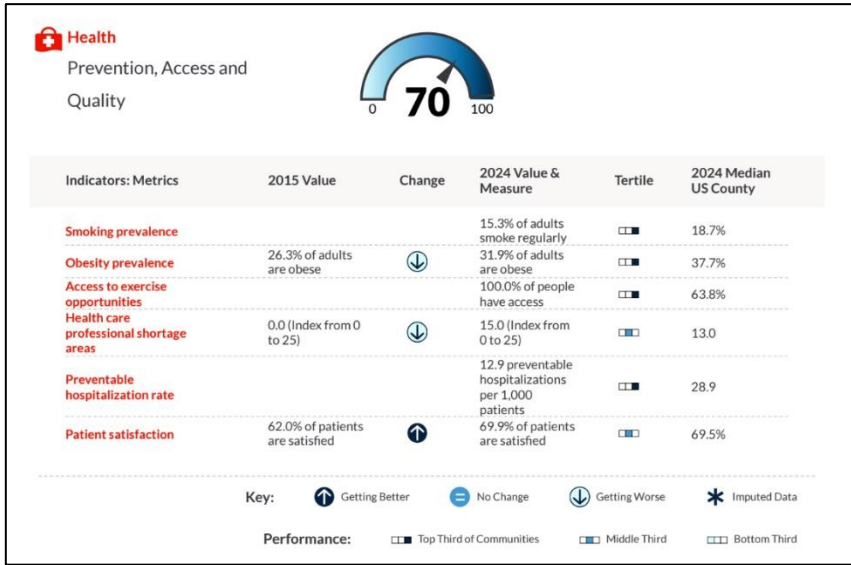 Health
Prevention, Access and
Quality
0
70
100
Indicators: Metrics
2015 Value
Change
2024 Value &
Measure
Tertile
2024 Median
US County
Smoking prevalence
15.3% of adults
smoke regularly
18.7%
Obesity prevalence
26.3% of adults
are obese
31.9% of adults
are obese
37.7%
Access to exercise
opportunities
100.0% of people
have access
63.8%
Health care
professional shortage
areas
0.0 (Index from 0
to 25)
15.0 (Index from
0 to 25)
13.0
Preventable
hospitalization rate
12.9 preventable
hospitalizations
per 1,000
patients
28.9
Patient satisfaction
62.0% of patients
are satisfied
69.9% of patients
are satisfied
69.5%
Key:
Getting Better
No Change
Getting Worse
Imputed Data
Performance:
Top Third of Communities
Middle Third
Bottom Third